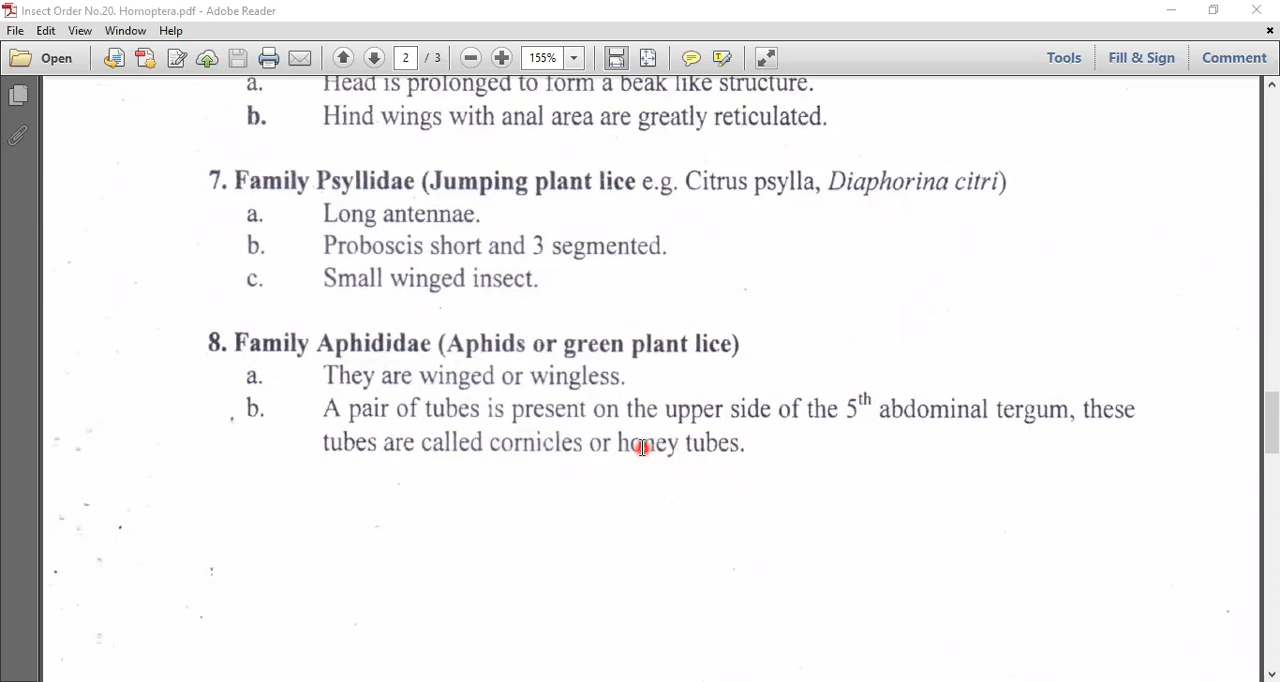 Insect Order No.20. Homoptera.pdf - Adobe Reader
File Edit View Window Help
Open 2 / 3 155% Tools Fill & Sign Comment
a. Head is prolonged to form a beak like structure.
b. Hind wings with anal area are greatly reticulated.
7. Family Psyllidae (Jumping plant lice e.g. Citrus psylla, Diaphorina citri)
a. Long antennae.
b. Proboscis short and 3 segmented.
c. Small winged insect.
8. Family Aphididae (Aphids or green plant lice)
a. They are winged or wingless.
b. A pair of tubes is present on the upper side of the 5th abdominal tergum, these
tubes are called cornicles or honey tubes.